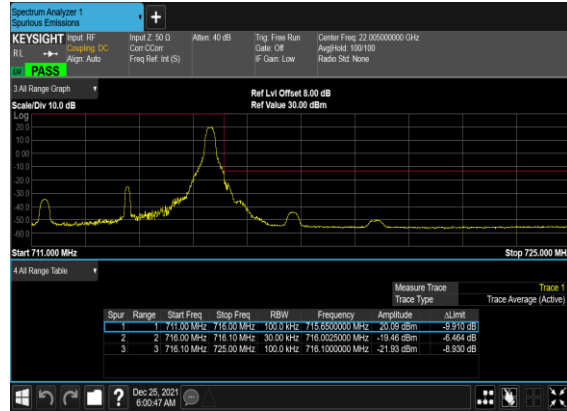 Spectrum Analyzer 1
Spurious Emissions
KEYSIGHT Input: RF Input Z: 50 Ω Atten: 40 dB Trig: Free Run Center Freq: 22.005000000 GHz
RL Coupling: DC Corr CCorr Gate: Off Avg|Hold: 100/100
Align: Auto Freq Ref: Int (S) IF Gain: Low Radio Std: None
PASS
3 All Range Graph
Ref Lvl Offset 8.00 dB
Scale/Div 10.0 dB Ref Value 30.00 dBm
Log
20.0
10.0
0.00
-10.0
-20.0
-30.0
-40.0
-50.0
-60.0
Start 711.000 MHz Stop 725.000 MH
4 All Range Table
Measure Trace Trace 1
Trace Type Trace Average (Active)
Spur Range Start Freq Stop Freq RBW Frequency Amplitude ΔLimit
1 1 711.00 MHz 716.00 MHz 100.0 kHz 715.6500000 MHz 20.09 dBm -9.910 dB
2 2 716.00 MHz 716.10 MHz 30.00 kHz 716.0025000 MHz -19.46 dBm -6.464 dB
3 3 716.10 MHz 725.00 MHz 100.0 kHz 716.1000000 MHz -21.93 dBm -8.930 dB
? Dec 25, 2021
6:00:47 AM